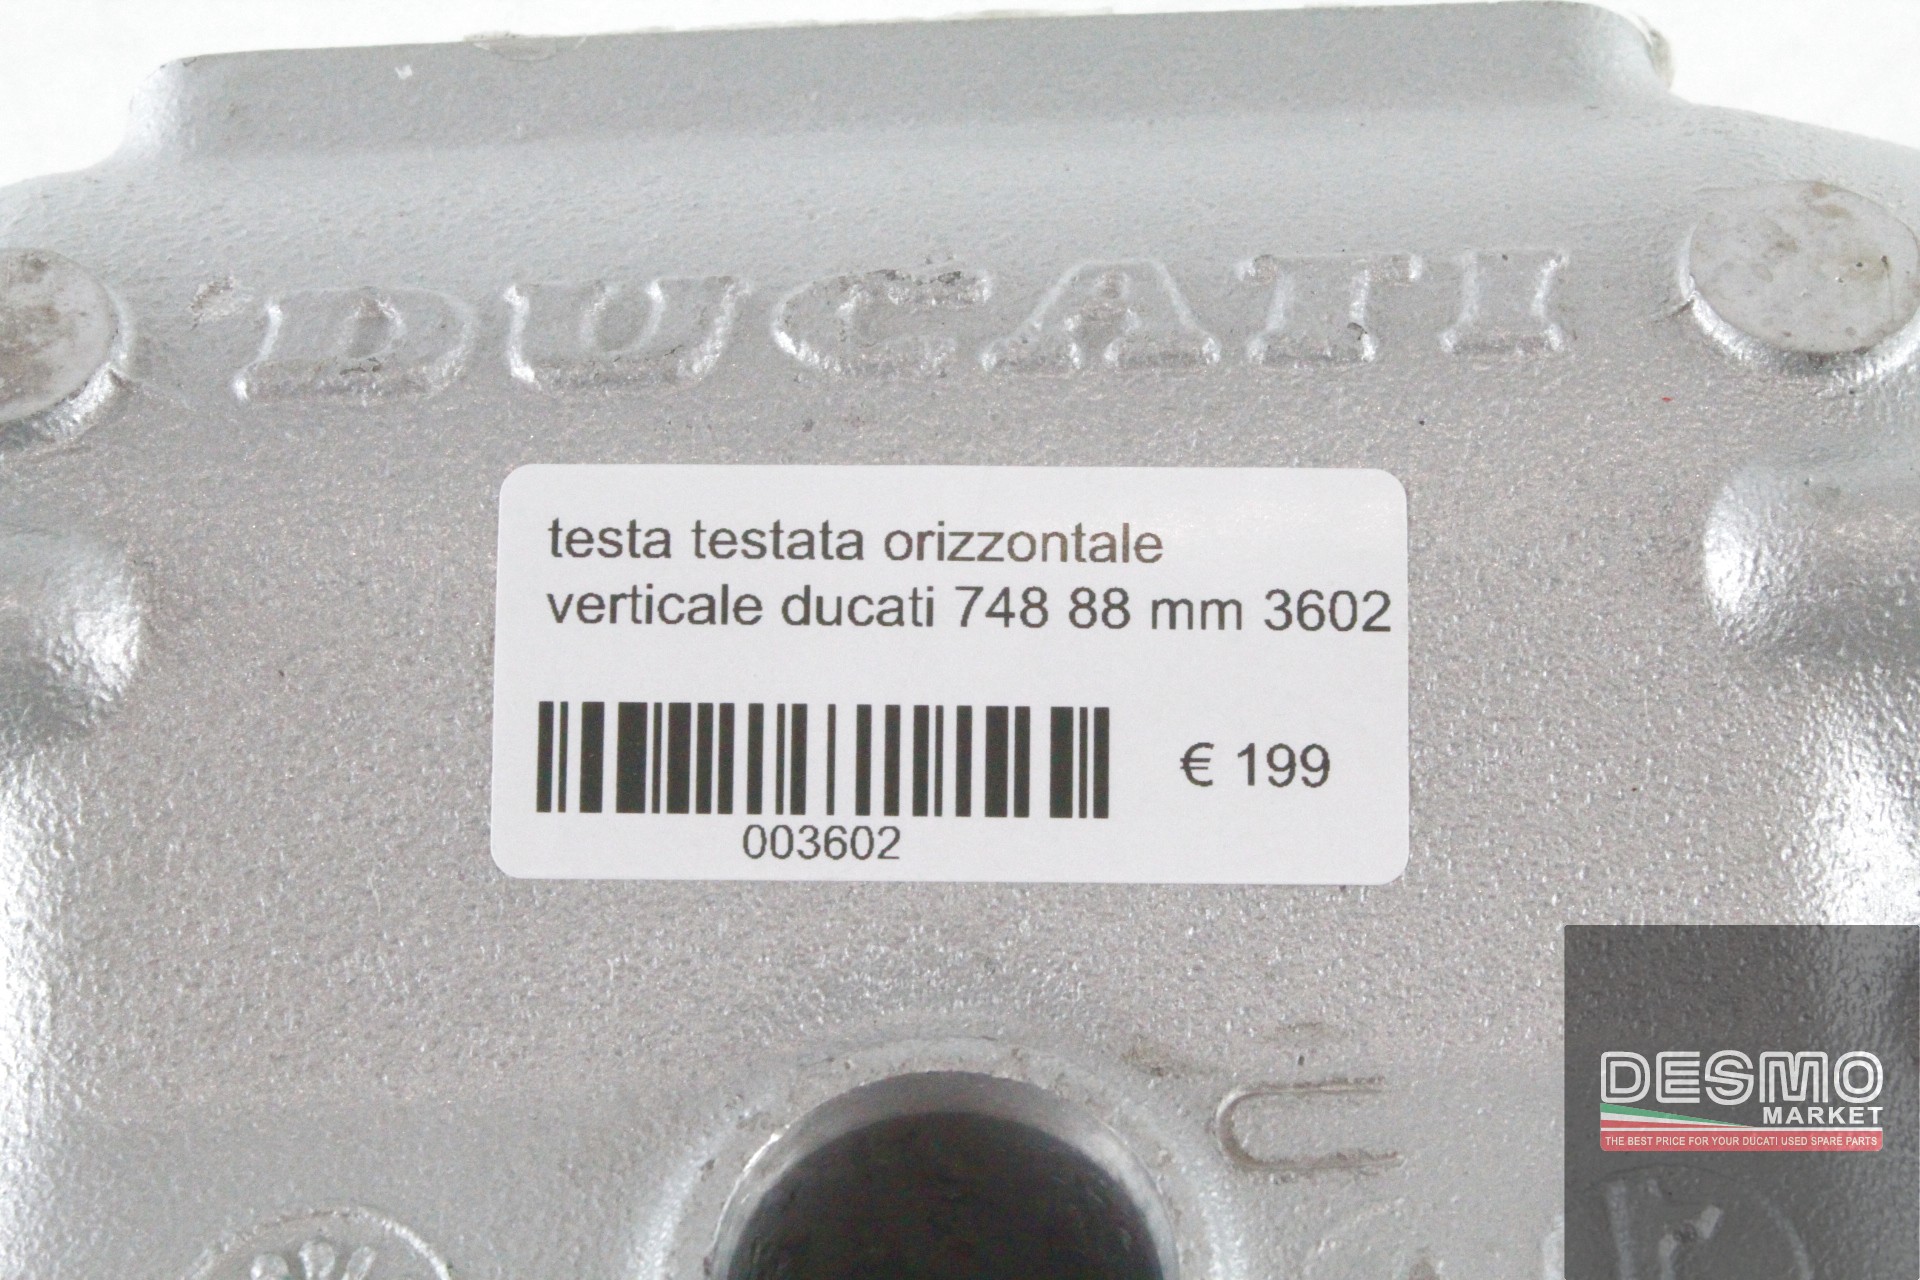 DUCATI
testa testata orizzontale
verticale ducati 748 88 mm 3602
€ 199
003602
DESMO
MARKET
THE BEST PRICE FOR YOUR DUCATI USED SPARE PARTS